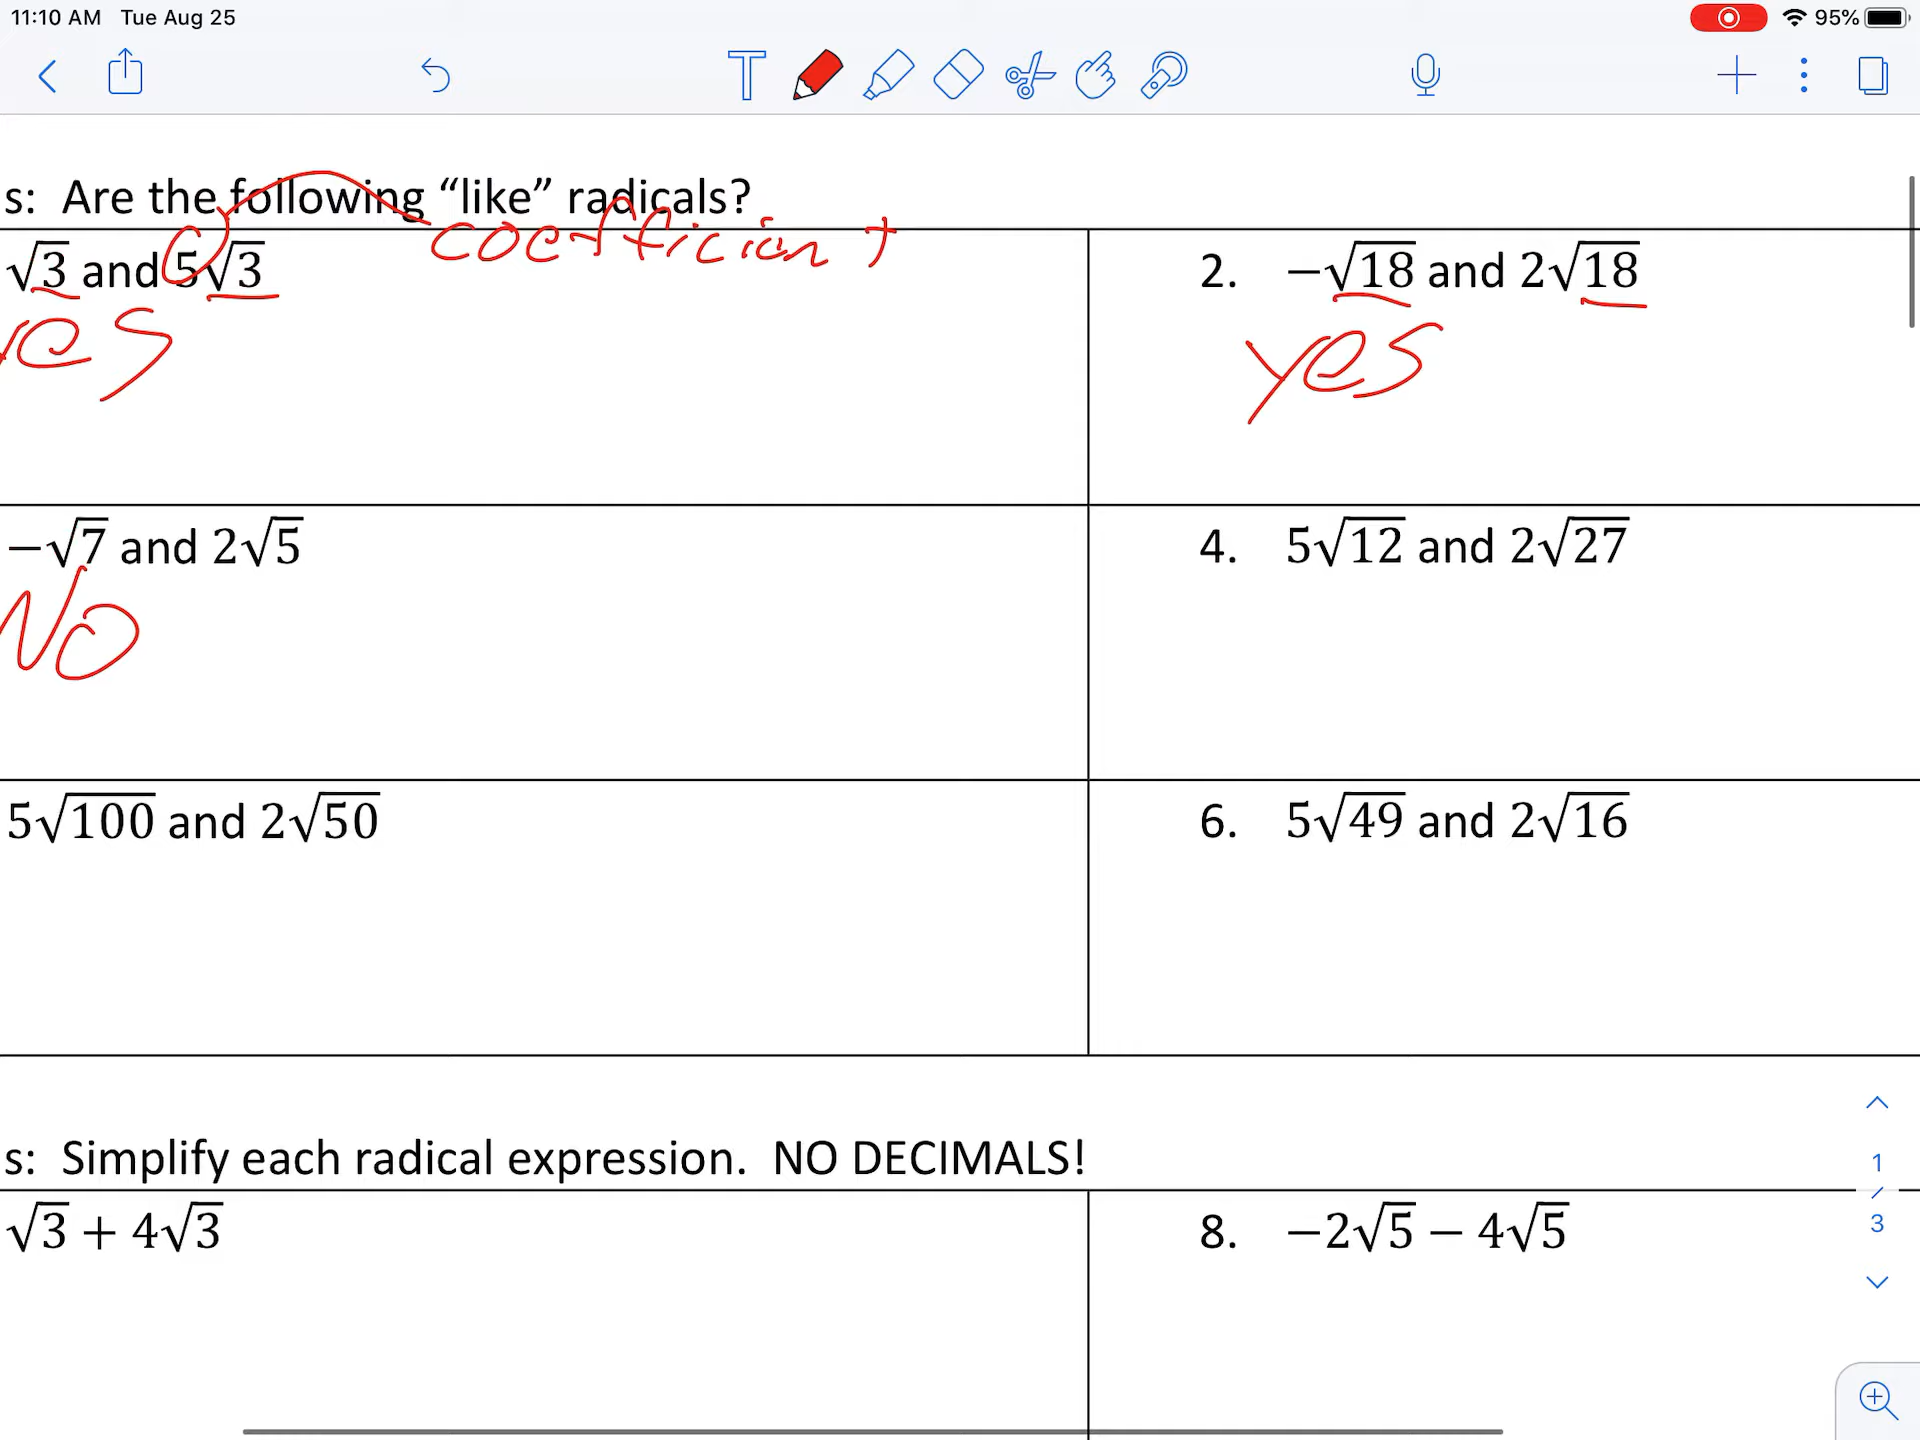 11:10 AM Tue Aug 25
95%
s: Are the following “like” radicals?
coefficient
√3 and 5√3
2. −√18 and 2√18
yes
yes
−√7 and 2√5
4. 5√12 and 2√27
NO
5√100 and 2√50
6. 5√49 and 2√16
s: Simplify each radical expression. NO DECIMALS!
√3 + 4√3
8. −2√5 − 4√5
1
/
3